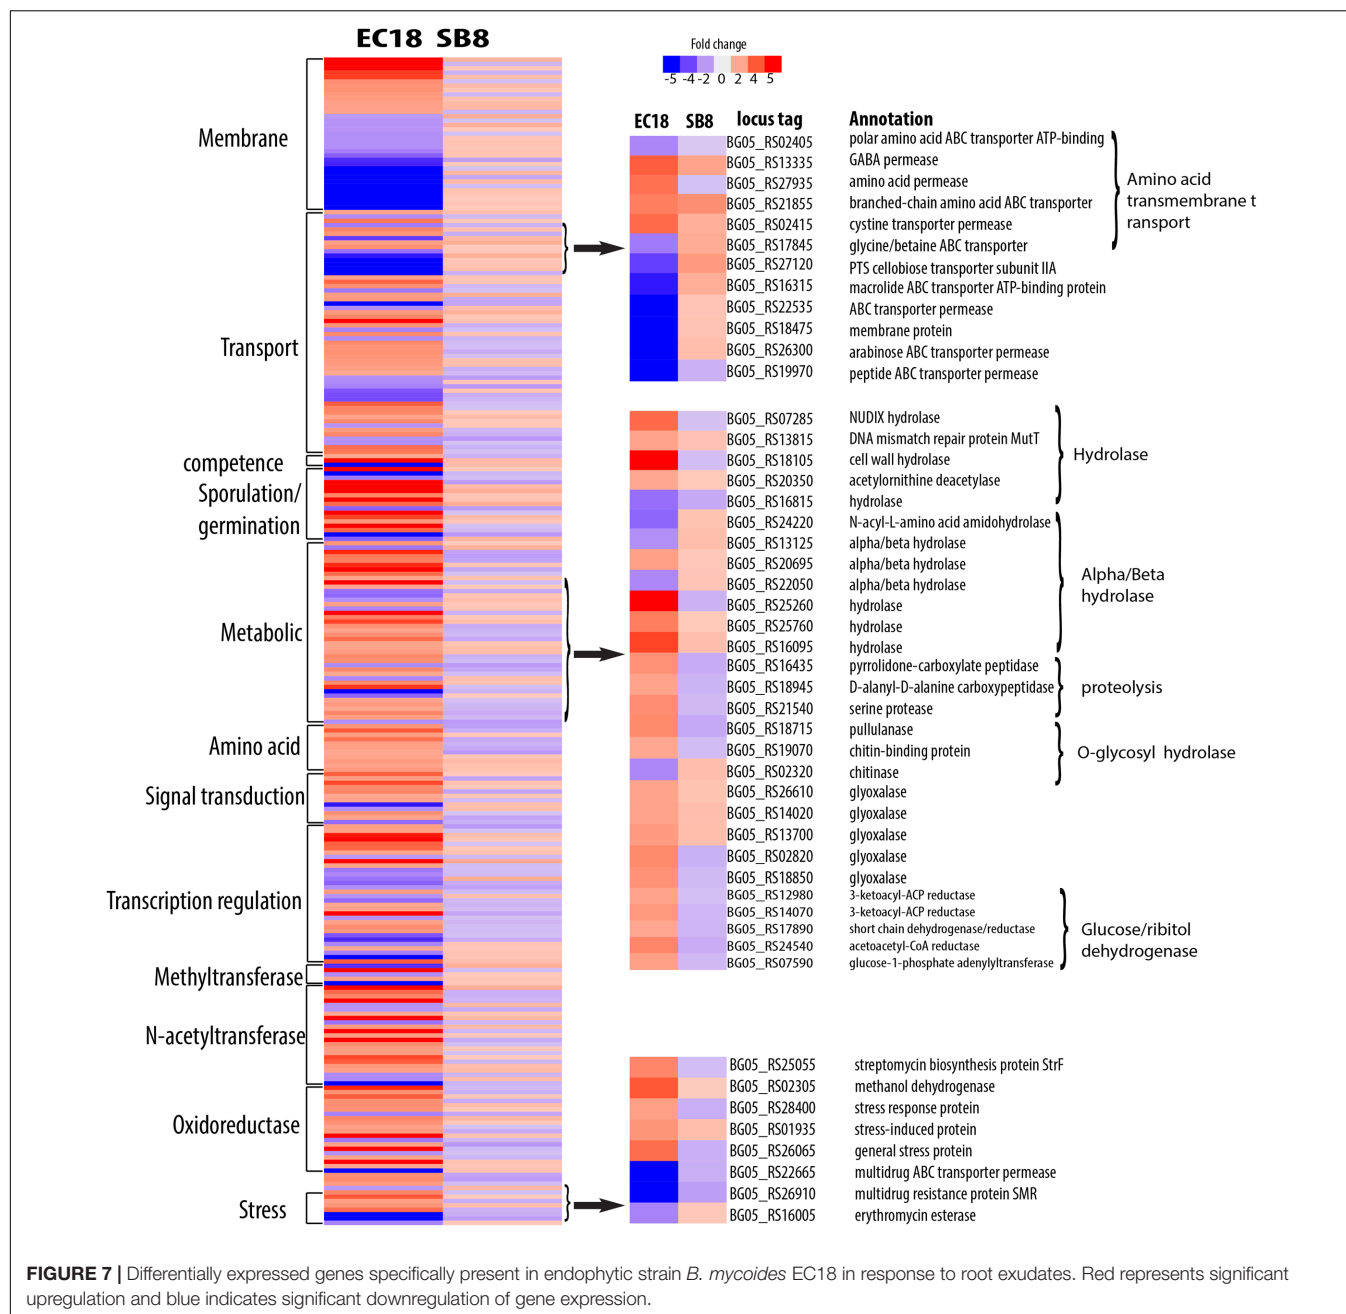 EC18 SB8
Membrane
Transport
competence
Sporulation/
germination
Metabolic
Amino acid
Signal transduction
Transcription regulation
Methyltransferase
N-acetyltransferase
Oxidoreductase
Stress
Fold change
-5 -4 -2 0 2 4 5
EC18 SB8 locus tag Annotation
BG05_RS02405 polar amino acid ABC transporter ATP-binding
BG05_RS13335 GABA permease
BG05_RS27935 amino acid permease
BG05_RS21855 branched-chain amino acid ABC transporter
BG05_RS02415 cystine transporter permease
BG05_RS17845 glycine/betaine ABC transporter
BG05_RS27120 PTS cellobiose transporter subunit IIA
BG05_RS16315 macrolide ABC transporter ATP-binding protein
BG05_RS22535 ABC transporter permease
BG05_RS18475 membrane protein
BG05_RS26300 arabinose ABC transporter permease
BG05_RS19970 peptide ABC transporter permease
Amino acid
transmembrane t
ransport
BG05_RS07285 NUDIX hydrolase
BG05_RS13815 DNA mismatch repair protein MutT
BG05_RS18105 cell wall hydrolase
BG05_RS20350 acetylornithine deacetylase
BG05_RS16815 hydrolase
BG05_RS24220 N-acyl-L-amino acid amidohydrolase
BG05_RS13125 alpha/beta hydrolase
BG05_RS20695 alpha/beta hydrolase
BG05_RS22050 alpha/beta hydrolase
BG05_RS25260 hydrolase
BG05_RS25760 hydrolase
BG05_RS16095 hydrolase
BG05_RS16435 pyrrolidone-carboxylate peptidase
BG05_RS18945 D-alanyl-D-alanine carboxypeptidase
BG05_RS21540 serine protease
BG05_RS18715 pullulanase
BG05_RS19070 chitin-binding protein
BG05_RS02320 chitinase
BG05_RS26610 glyoxalase
BG05_RS14020 glyoxalase
BG05_RS13700 glyoxalase
BG05_RS02820 glyoxalase
BG05_RS18850 glyoxalase
BG05_RS12980 3-ketoacyl-ACP reductase
BG05_RS14070 3-ketoacyl-ACP reductase
BG05_RS17890 short chain dehydrogenase/reductase
BG05_RS24540 acetoacetyl-CoA reductase
BG05_RS07590 glucose-1-phosphate adenylyltransferase
Hydrolase
Alpha/Beta
hydrolase
proteolysis
O-glycosyl hydrolase
Glucose/ribitol
dehydrogenase
BG05_RS25055 streptomycin biosynthesis protein StrF
BG05_RS02305 methanol dehydrogenase
BG05_RS28400 stress response protein
BG05_RS01935 stress-induced protein
BG05_RS26065 general stress protein
BG05_RS22665 multidrug ABC transporter permease
BG05_RS26910 multidrug resistance protein SMR
BG05_RS16005 erythromycin esterase
FIGURE 7 | Differentially expressed genes specifically present in endophytic strain B. mycoides EC18 in response to root exudates. Red represents significant
upregulation and blue indicates significant downregulation of gene expression.